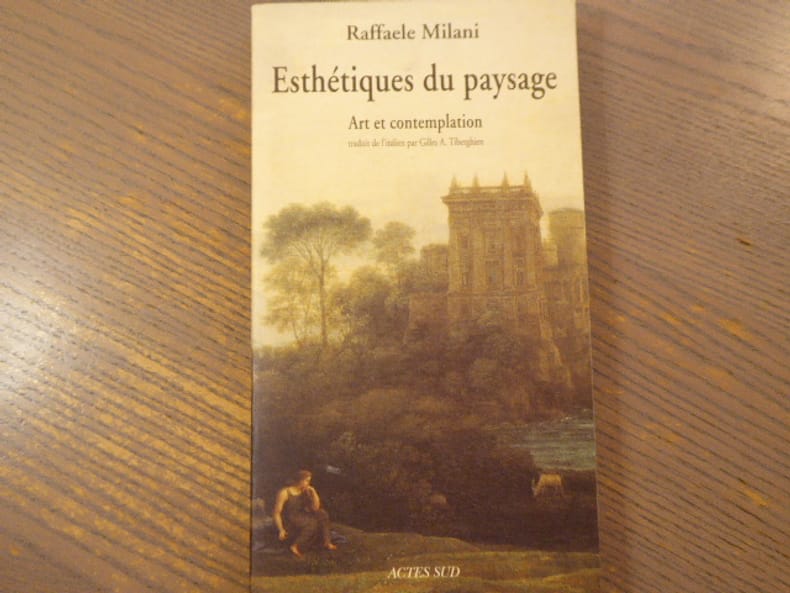 Raffaele Milani
Esthétiques du paysage
Art et contemplation
traduit de l'italien par Gilles A. Tiberghien
ACTES SUD